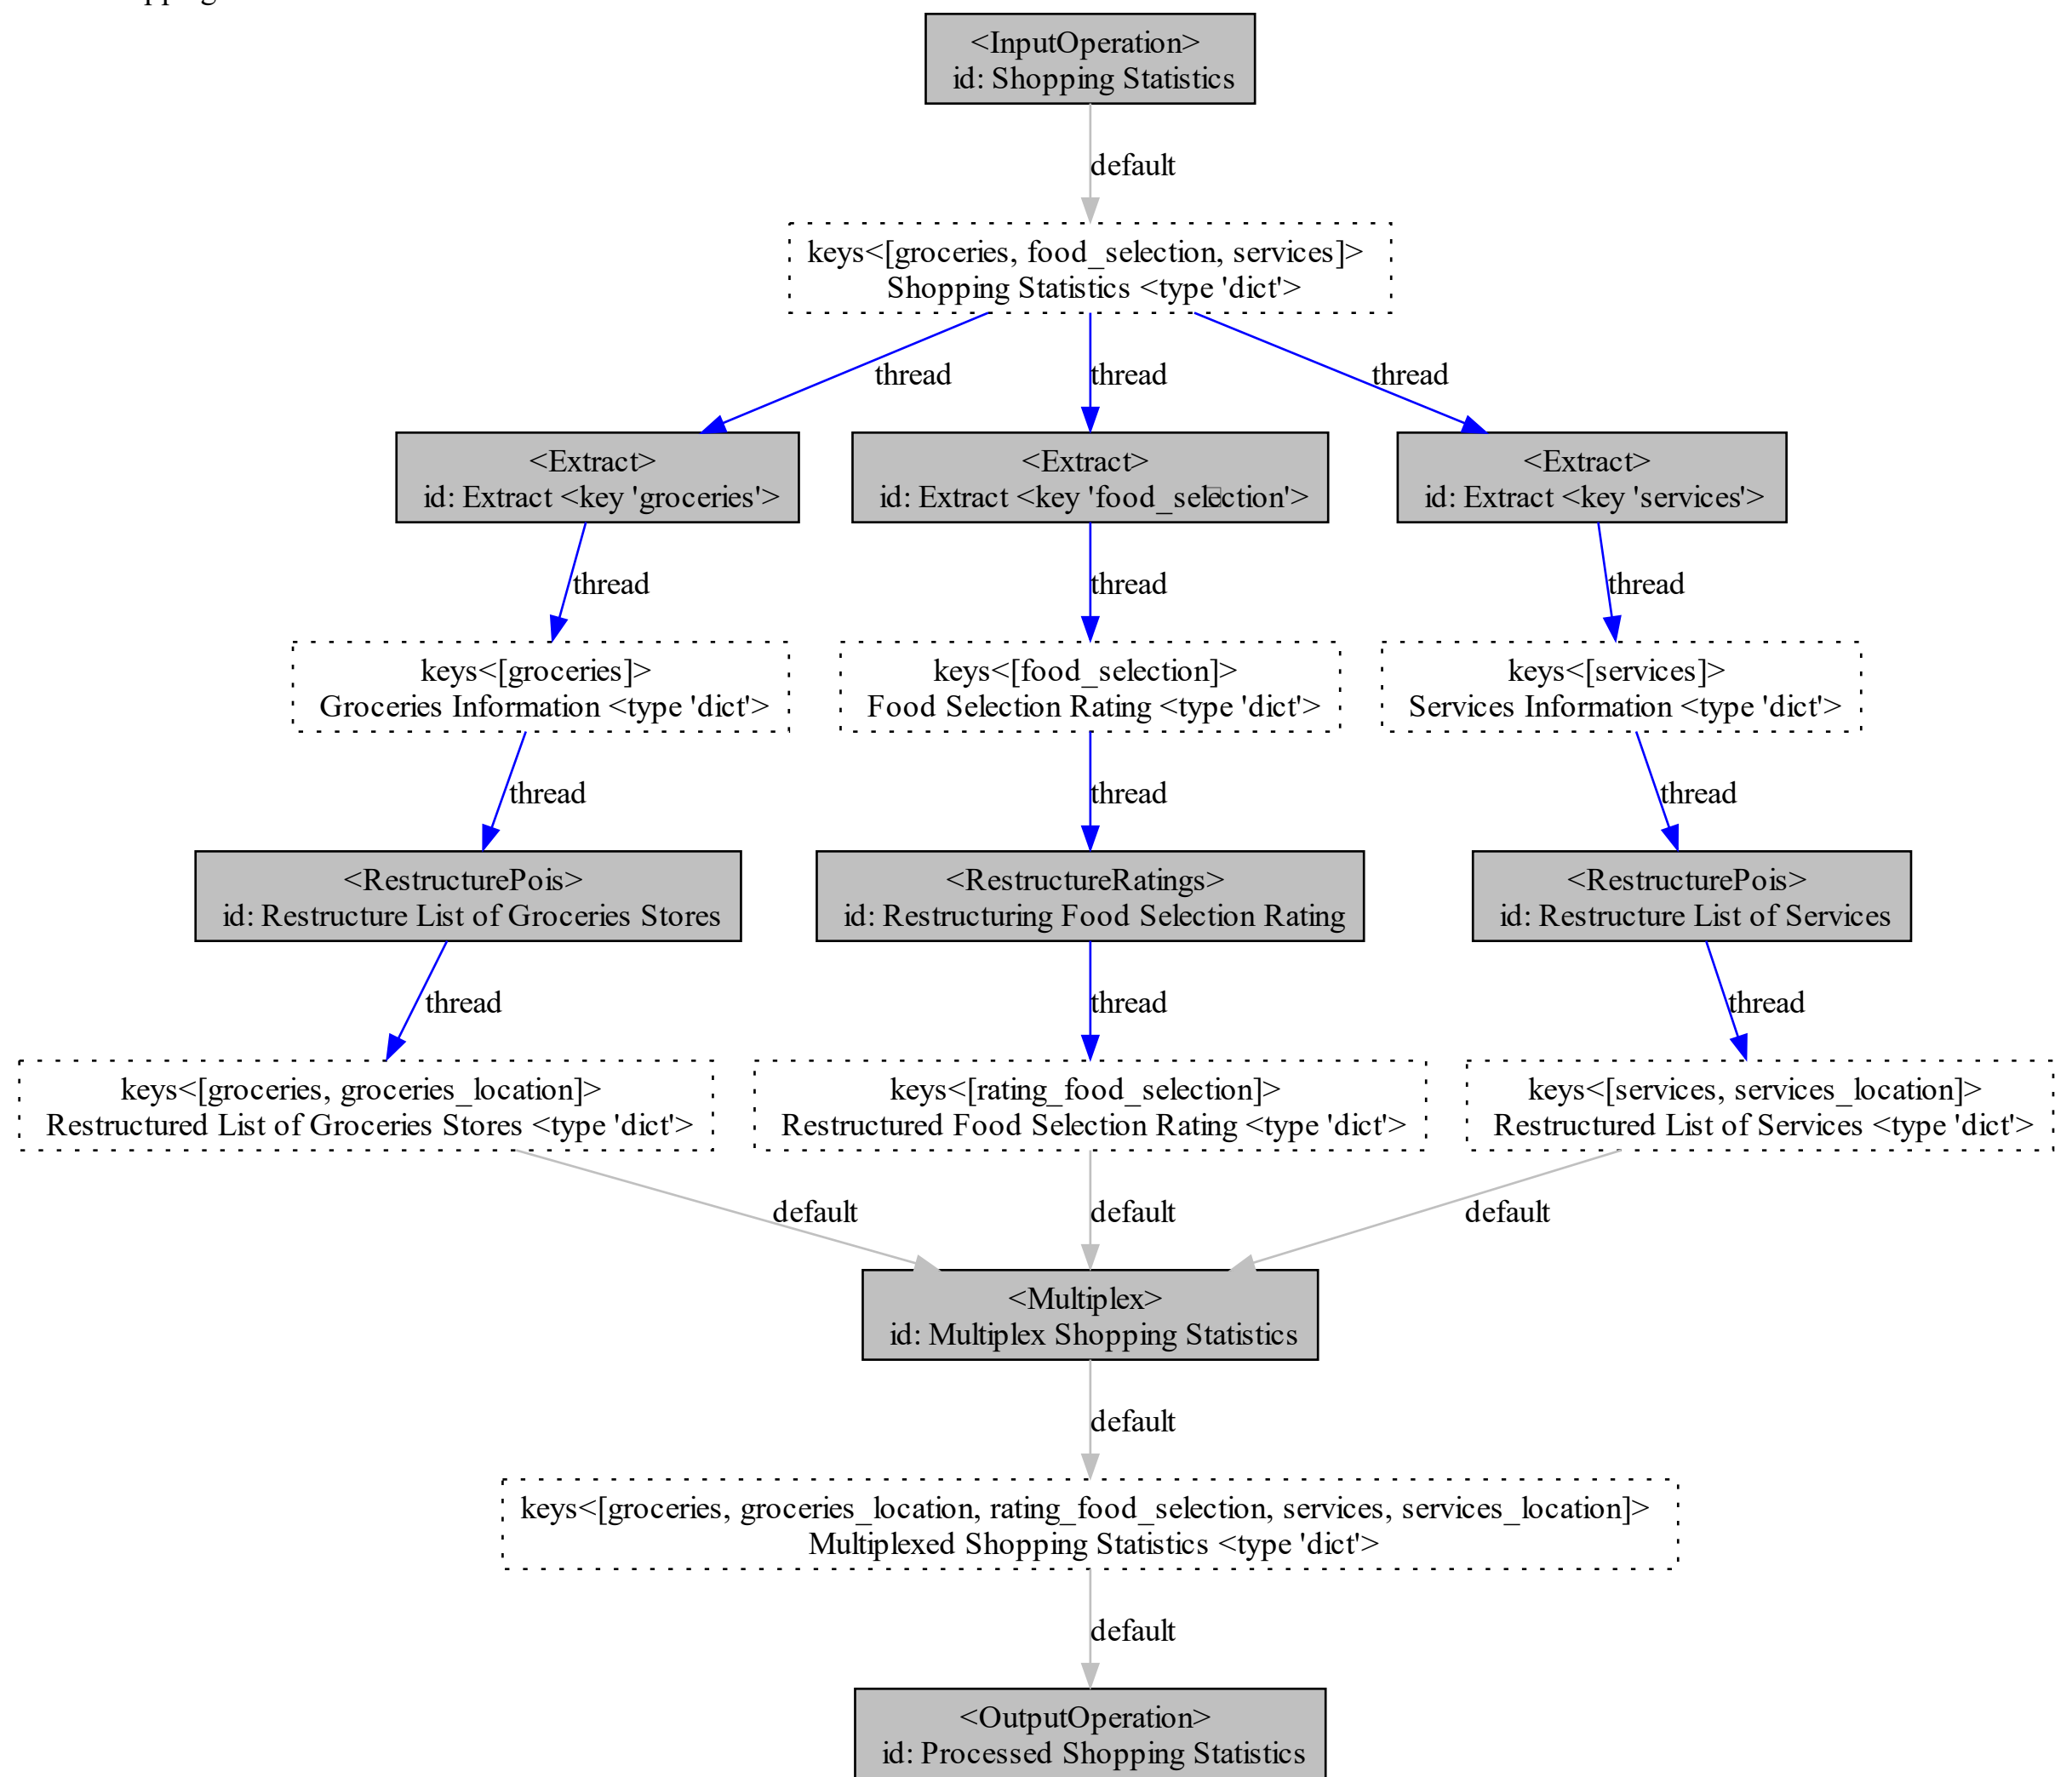 <InputOperation>
id: Shopping Statistics
default
keys<[groceries, food_selection, services]>
Shopping Statistics <type 'dict'>
thread thread thread
<Extract> <Extract> <Extract>
id: Extract <key 'groceries'> id: Extract <key 'food_selection'> id: Extract <key 'services'>
thread thread thread
keys<[groceries]> keys<[food_selection]> keys<[services]>
Groceries Information <type 'dict'> Food Selection Rating <type 'dict'> Services Information <type 'dict'>
thread thread thread
<RestructurePois> <RestructureRatings> <RestructurePois>
id: Restructure List of Groceries Stores id: Restructuring Food Selection Rating id: Restructure List of Services
thread thread thread
keys<[groceries, groceries_location]> keys<[rating_food_selection]> keys<[services, services_location]>
Restructured List of Groceries Stores <type 'dict'> Restructured Food Selection Rating <type 'dict'> Restructured List of Services <type 'dict'>
default default default
<Multiplex>
id: Multiplex Shopping Statistics
default
keys<[groceries, groceries_location, rating_food_selection, services, services_location]>
Multiplexed Shopping Statistics <type 'dict'>
default
<OutputOperation>
id: Processed Shopping Statistics